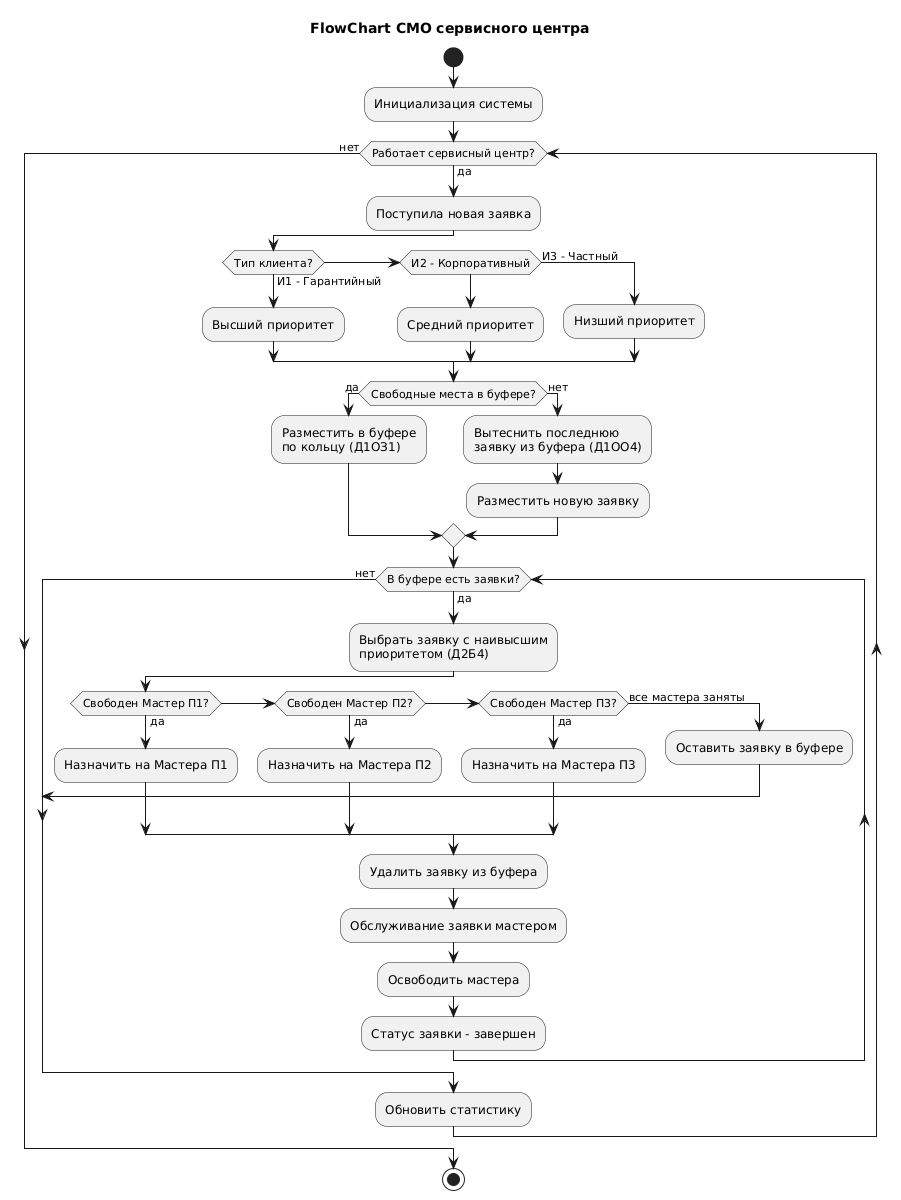 FlowChart СМО сервисного центра
Инициализация системы
нет
Работает сервисный центр?
да
Поступила новая заявка
Тип клиента?
И2 - Корпоративный
И3 - Частный
И1 - Гарантийный
Высший приоритет
Средний приоритет
Низший приоритет
да
Свободные места в буфере?
нет
Разместить в буфере
по кольцу (Д1ОЗ1)
Вытеснить последнюю
заявку из буфера (Д1ОО4)
Разместить новую заявку
нет
В буфере есть заявки?
да
Выбрать заявку с наивысшим
приоритетом (Д2Б4)
Свободен Мастер П1?
Свободен Мастер П2?
Свободен Мастер П3?
все мастера заняты
да
да
да
Назначить на Мастера П1
Назначить на Мастера П2
Назначить на Мастера П3
Оставить заявку в буфере
Удалить заявку из буфера
Обслуживание заявки мастером
Освободить мастера
Статус заявки - завершен
Обновить статистику